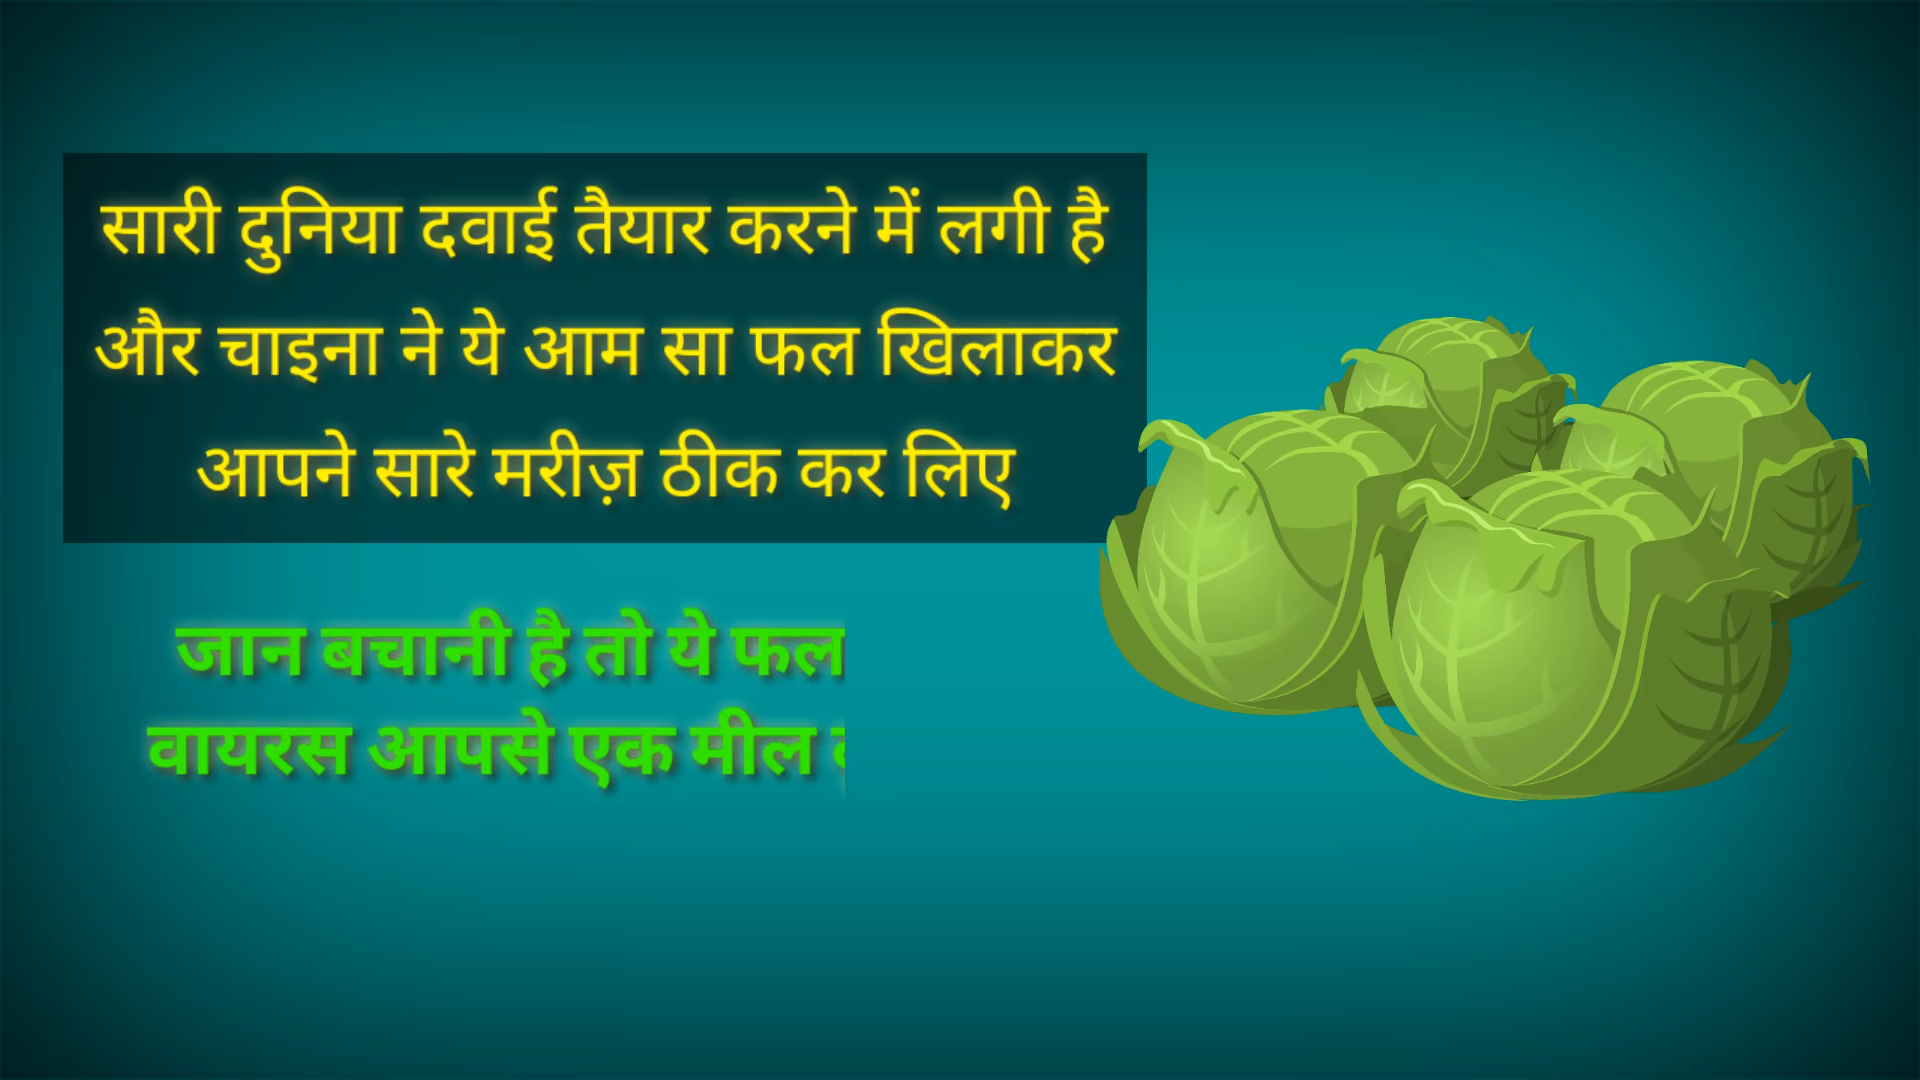 सारी दुनिया दवाई तैयार करने में लगी है
और चाइना ने ये आम सा फल खिलाकर
आपने सारे मरीज़ ठीक कर लिए
जान बचानी है तो ये फल
वायरस आपसे एक मील